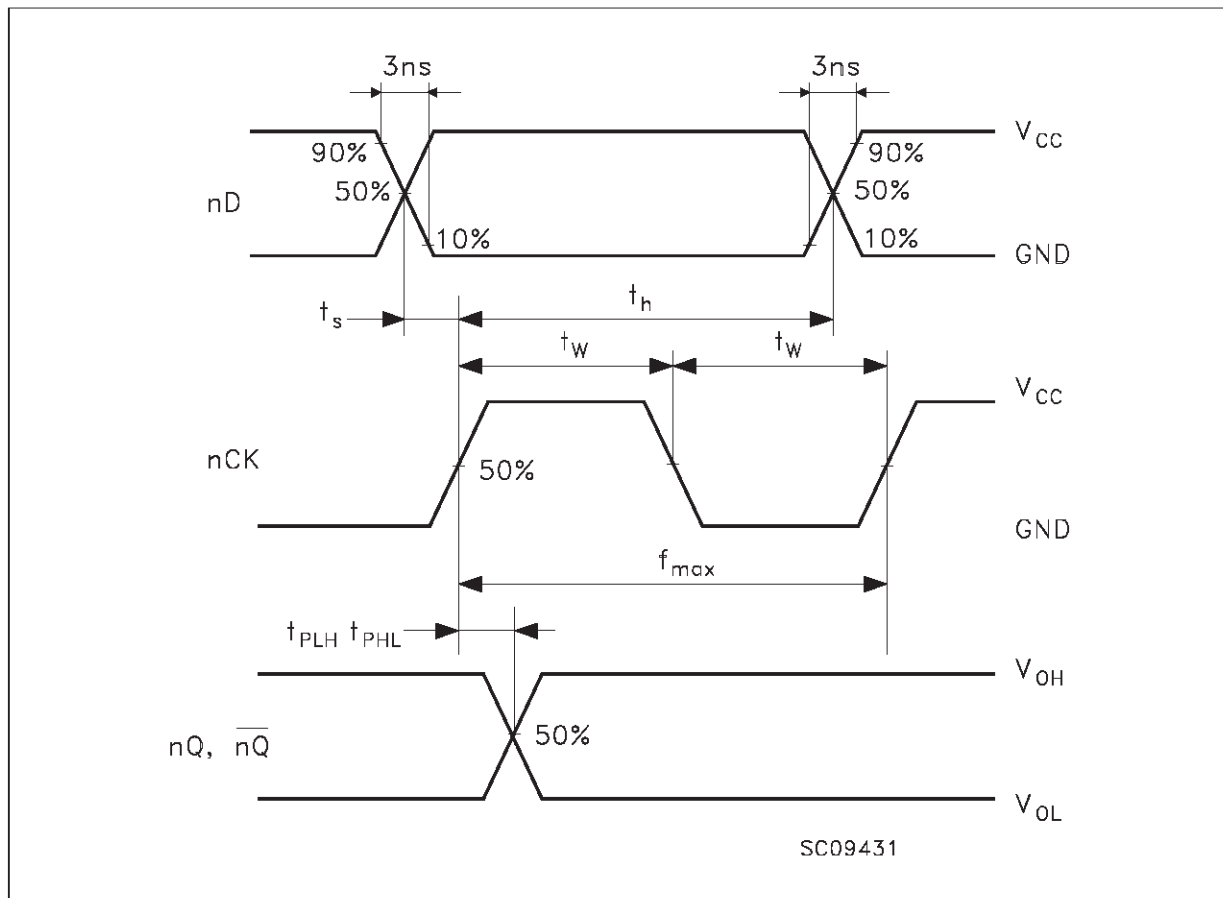 3ns 3ns
V_CC
90% 90%
50% 50%
nD
10% 10%
GND
t_s t_h
t_W t_W
V_CC
nCK 50%
GND
f_max
t_PLH t_PHL
V_OH
nQ, n̅Q̅ 50%
V_OL
SC09431